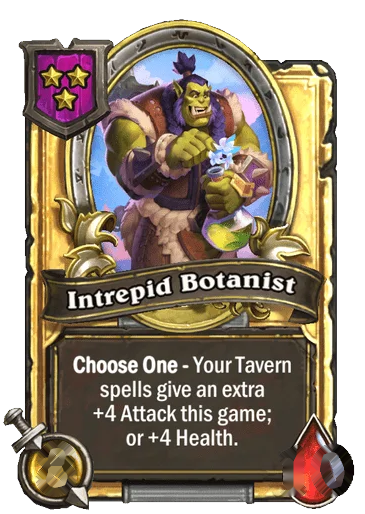 Intrepid Botanist
Choose One - Your Tavern
spells give an extra
+4 Attack this game;
or +4 Health.